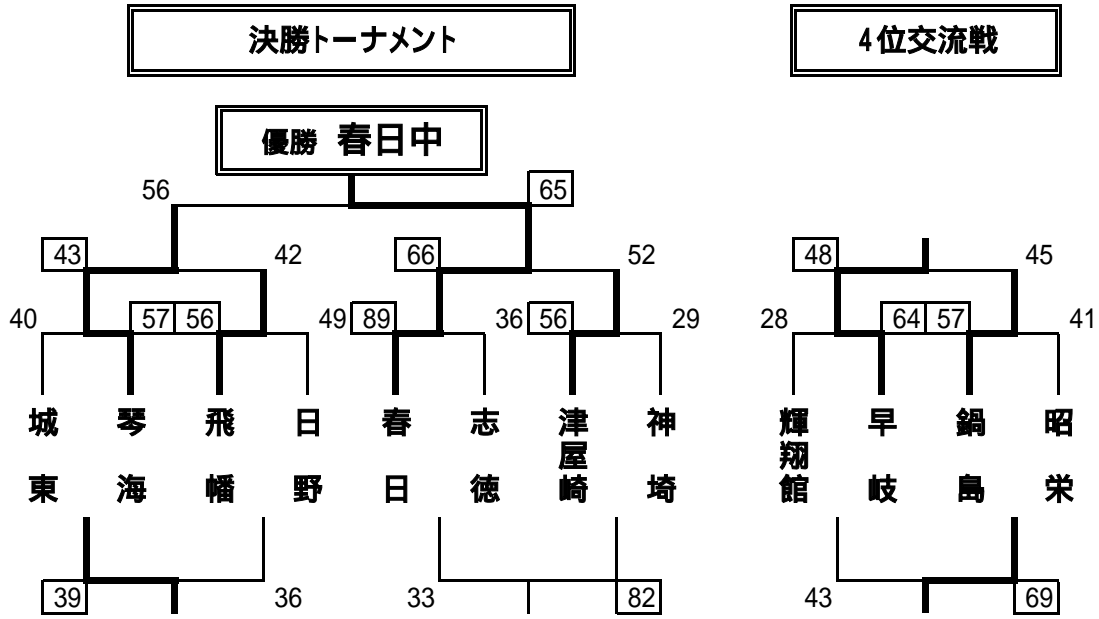 決勝トーナメント 4位交流戦
優勝 春日中
56 65
43 42 66 52 48 45
40 57 56 49 89 36 56 29 28 64 57 41
城東 琴海 飛幡 日野 春日 志徳 津屋崎 神埼 輝翔館 早岐 鍋島 昭栄
39 36 33 82 43 69